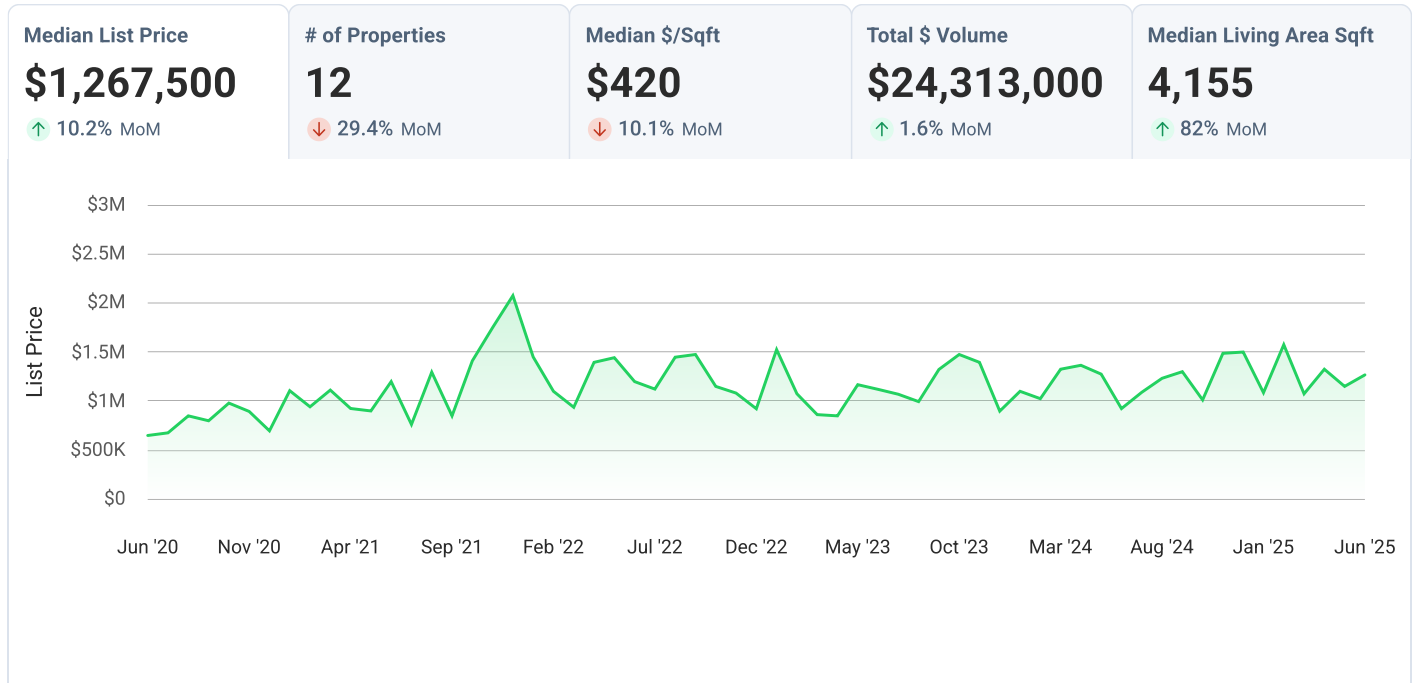 Median List Price
$1,267,500
10.2% MoM
# of Properties
12
29.4% MoM
Median $/Sqft
$420
10.1% MoM
Total $ Volume
$24,313,000
1.6% MoM
Median Living Area Sqft
4,155
82% MoM
List Price
$3M
$2.5M
$2M
$1.5M
$1M
$500K
$0
Jun '20 Nov '20 Apr '21 Sep '21 Feb '22 Jul '22 Dec '22 May '23 Oct '23 Mar '24 Aug '24 Jan '25 Jun '25